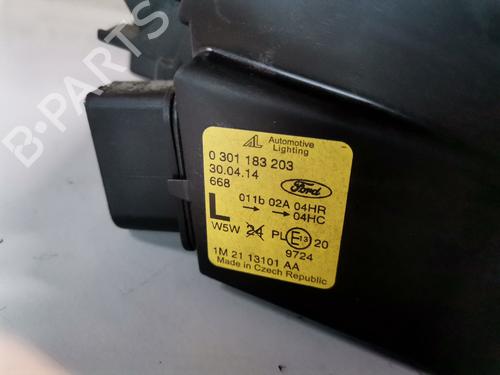 B-PARTS
AL Automotive
Lighting
0 301 183 203
30.04.14
668
Ford
L 011b 02A 04HR
→ → 04HC
W5W 24 PL E13 20
9724
1M 21 13101 AA
Made in Czech Republic